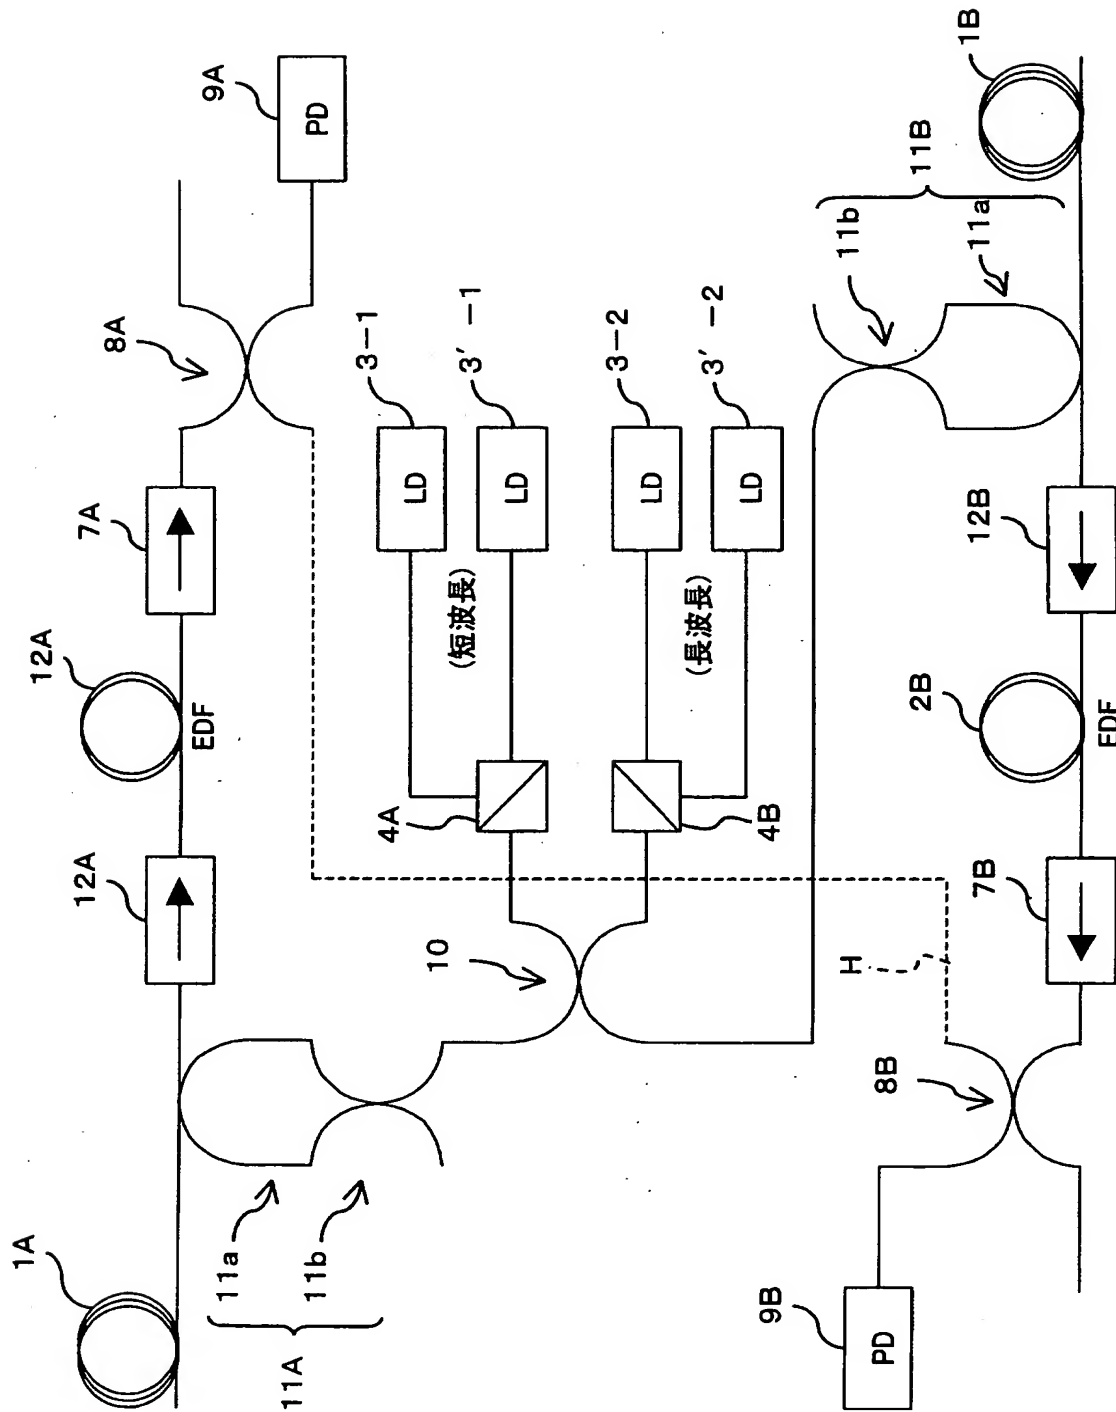 1A
12A
12A
EDF
7A
8A
9A
PD
11a
11b
11A
10
4A
(短波長)
LD
3-1
LD
3′-1
4B
(長波長)
LD
3-2
LD
3′-2
H
9B
PD
8B
7B
2B
EDF
12B
11b
11a
11B
1B